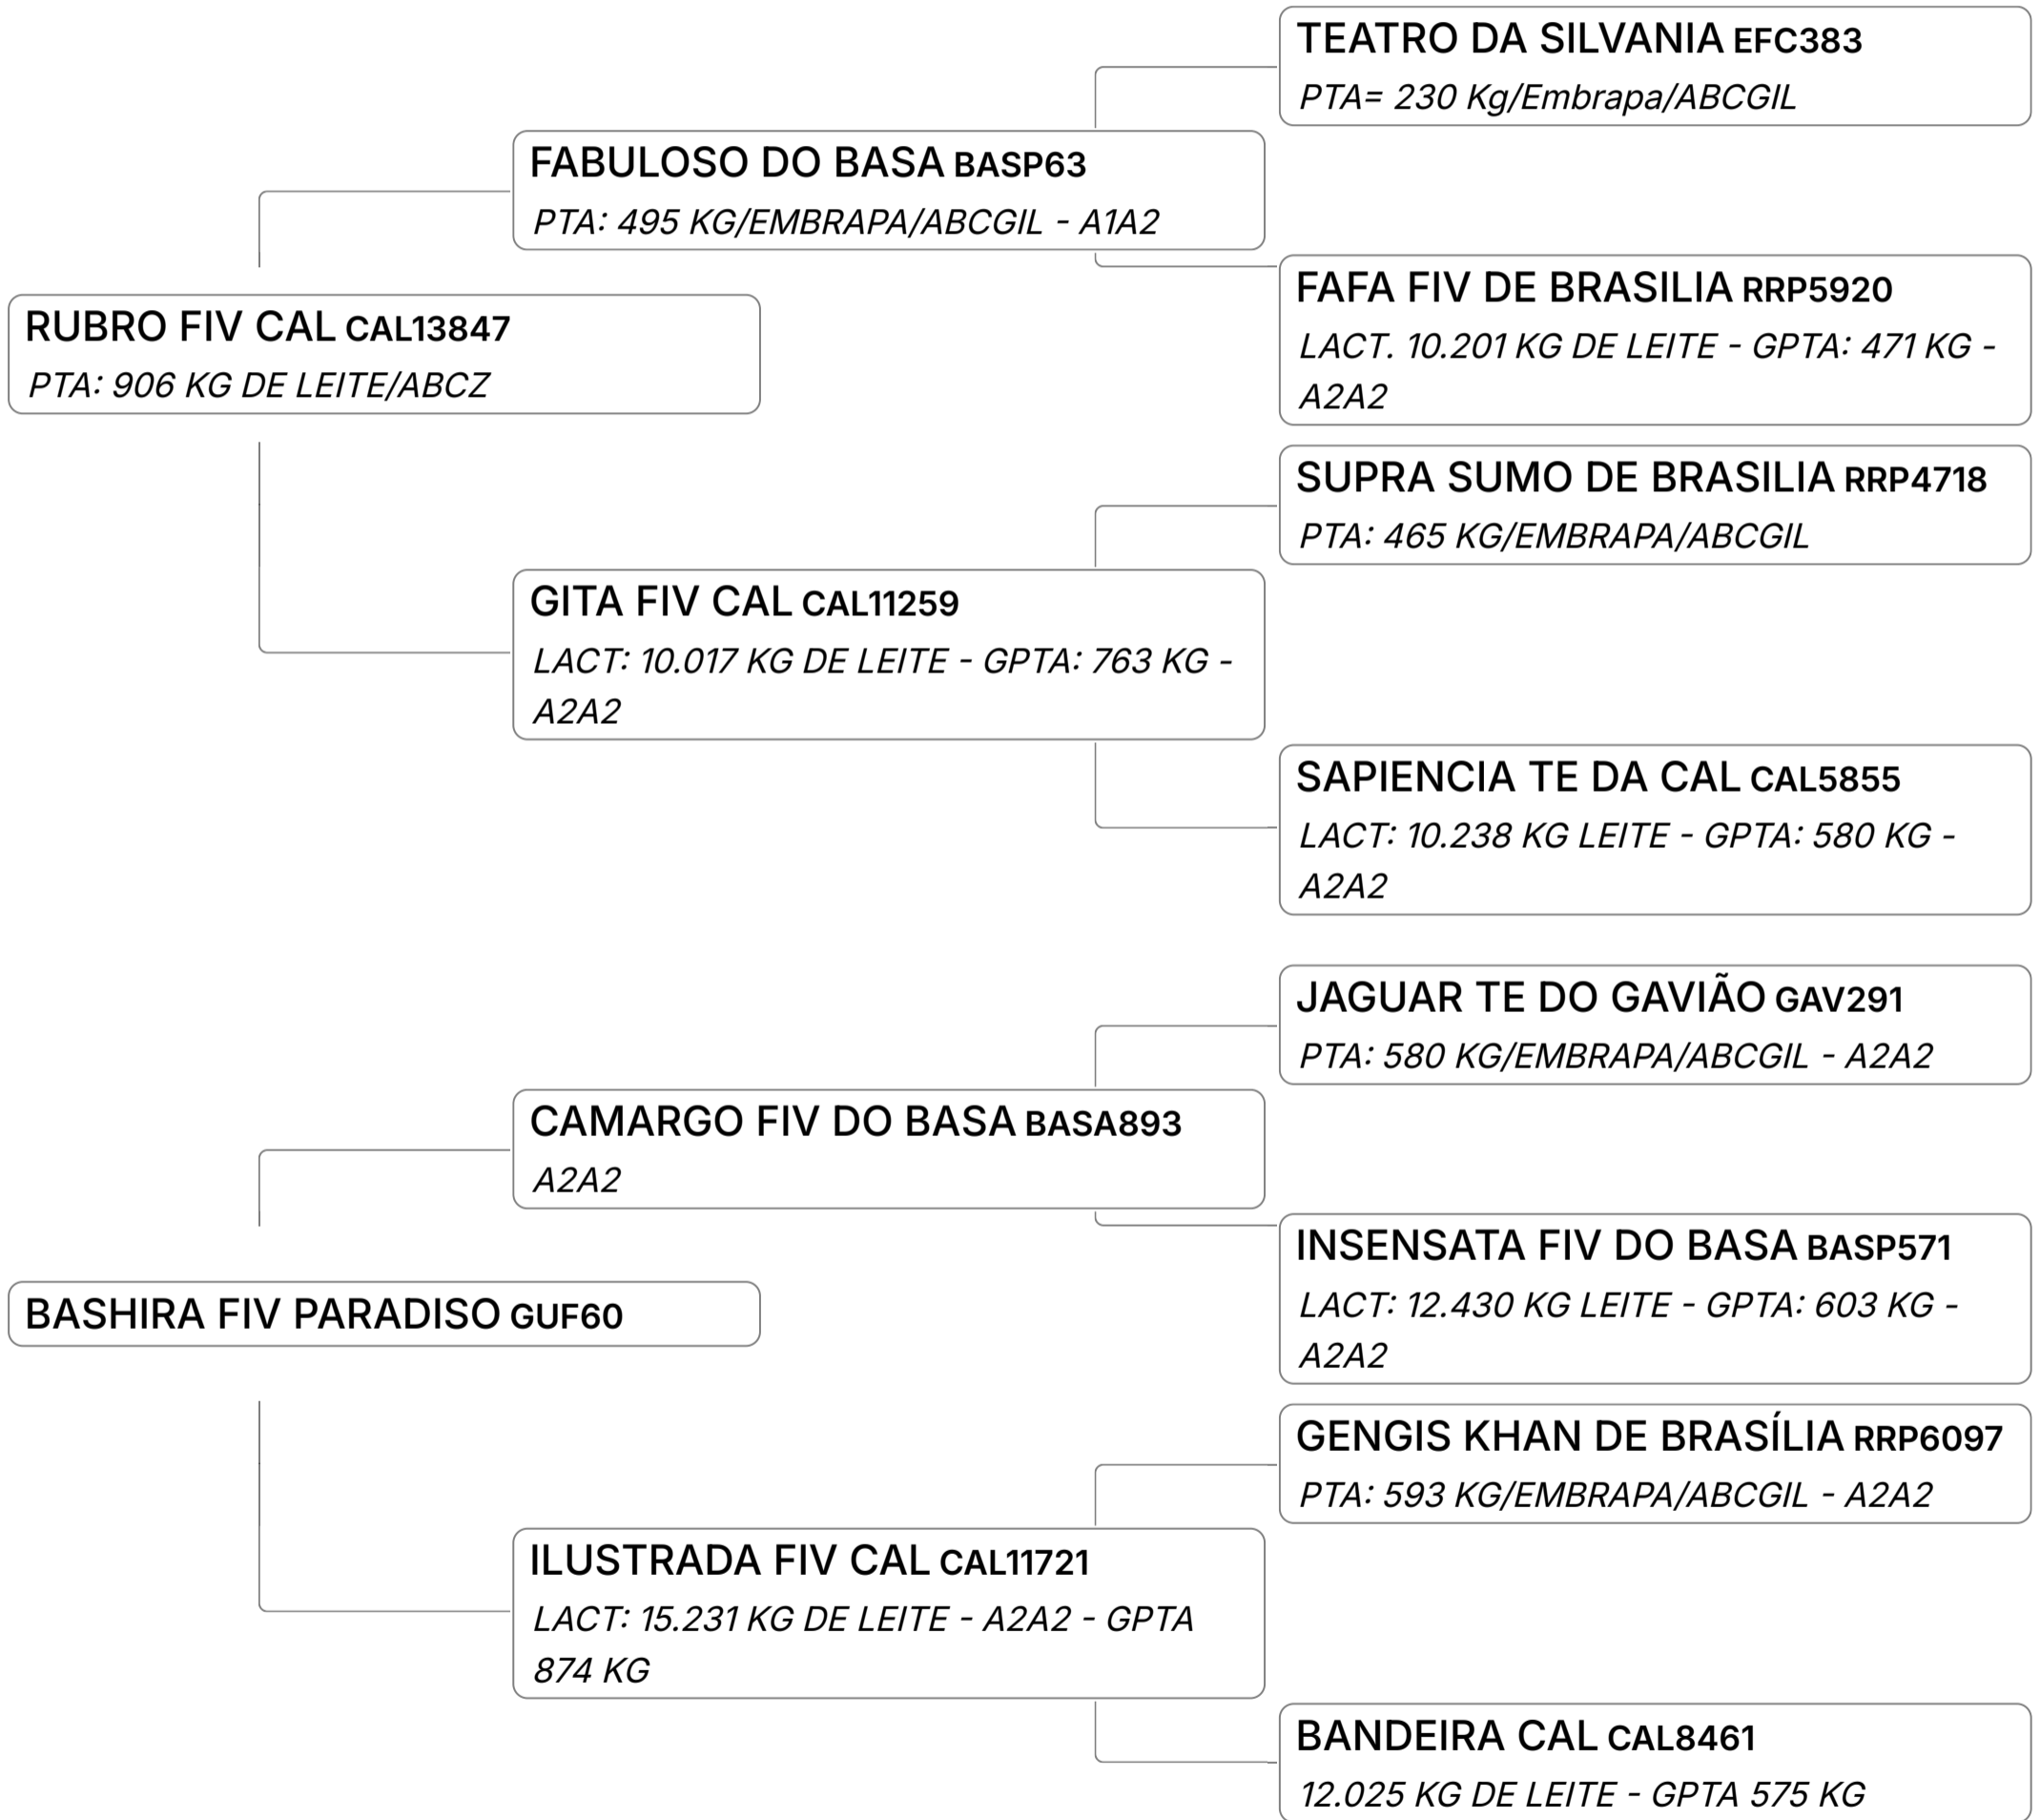 TEATRO DA SILVANIA EFC383
PTA= 230 Kg/Embrapa/ABCGIL
FABULOSO DO BASA BASP63
PTA: 495 KG/EMBRAPA/ABCGIL - A1A2
FAFA FIV DE BRASILIA RRP5920
LACT. 10.201 KG DE LEITE - GPTA: 471 KG -
A2A2
RUBRO FIV CAL CAL13847
PTA: 906 KG DE LEITE/ABCZ
SUPRA SUMO DE BRASILIA RRP4718
PTA: 465 KG/EMBRAPA/ABCGIL
GITA FIV CAL CAL11259
LACT: 10.017 KG DE LEITE - GPTA: 763 KG -
A2A2
SAPIENCIA TE DA CAL CAL5855
LACT: 10.238 KG LEITE - GPTA: 580 KG -
A2A2
JAGUAR TE DO GAVIÃO GAV291
PTA: 580 KG/EMBRAPA/ABCGIL - A2A2
CAMARGO FIV DO BASA BASA893
A2A2
INSENSATA FIV DO BASA BASP571
LACT: 12.430 KG LEITE - GPTA: 603 KG -
A2A2
BASHIRA FIV PARADISO GUF60
GENGIS KHAN DE BRASÍLIA RRP6097
PTA: 593 KG/EMBRAPA/ABCGIL - A2A2
ILUSTRADA FIV CAL CAL11721
LACT: 15.231 KG DE LEITE - A2A2 - GPTA
874 KG
BANDEIRA CAL CAL8461
12.025 KG DE LEITE - GPTA 575 KG